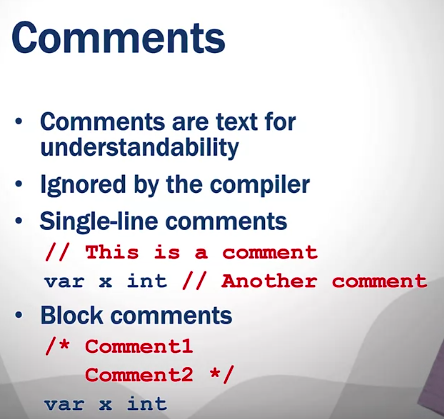 Comments
• Comments are text for
understandability
• Ignored by the compiler
• Single-line comments
// This is a comment
var x int // Another comment
• Block comments
/* Comment1
Comment2 */
var x int